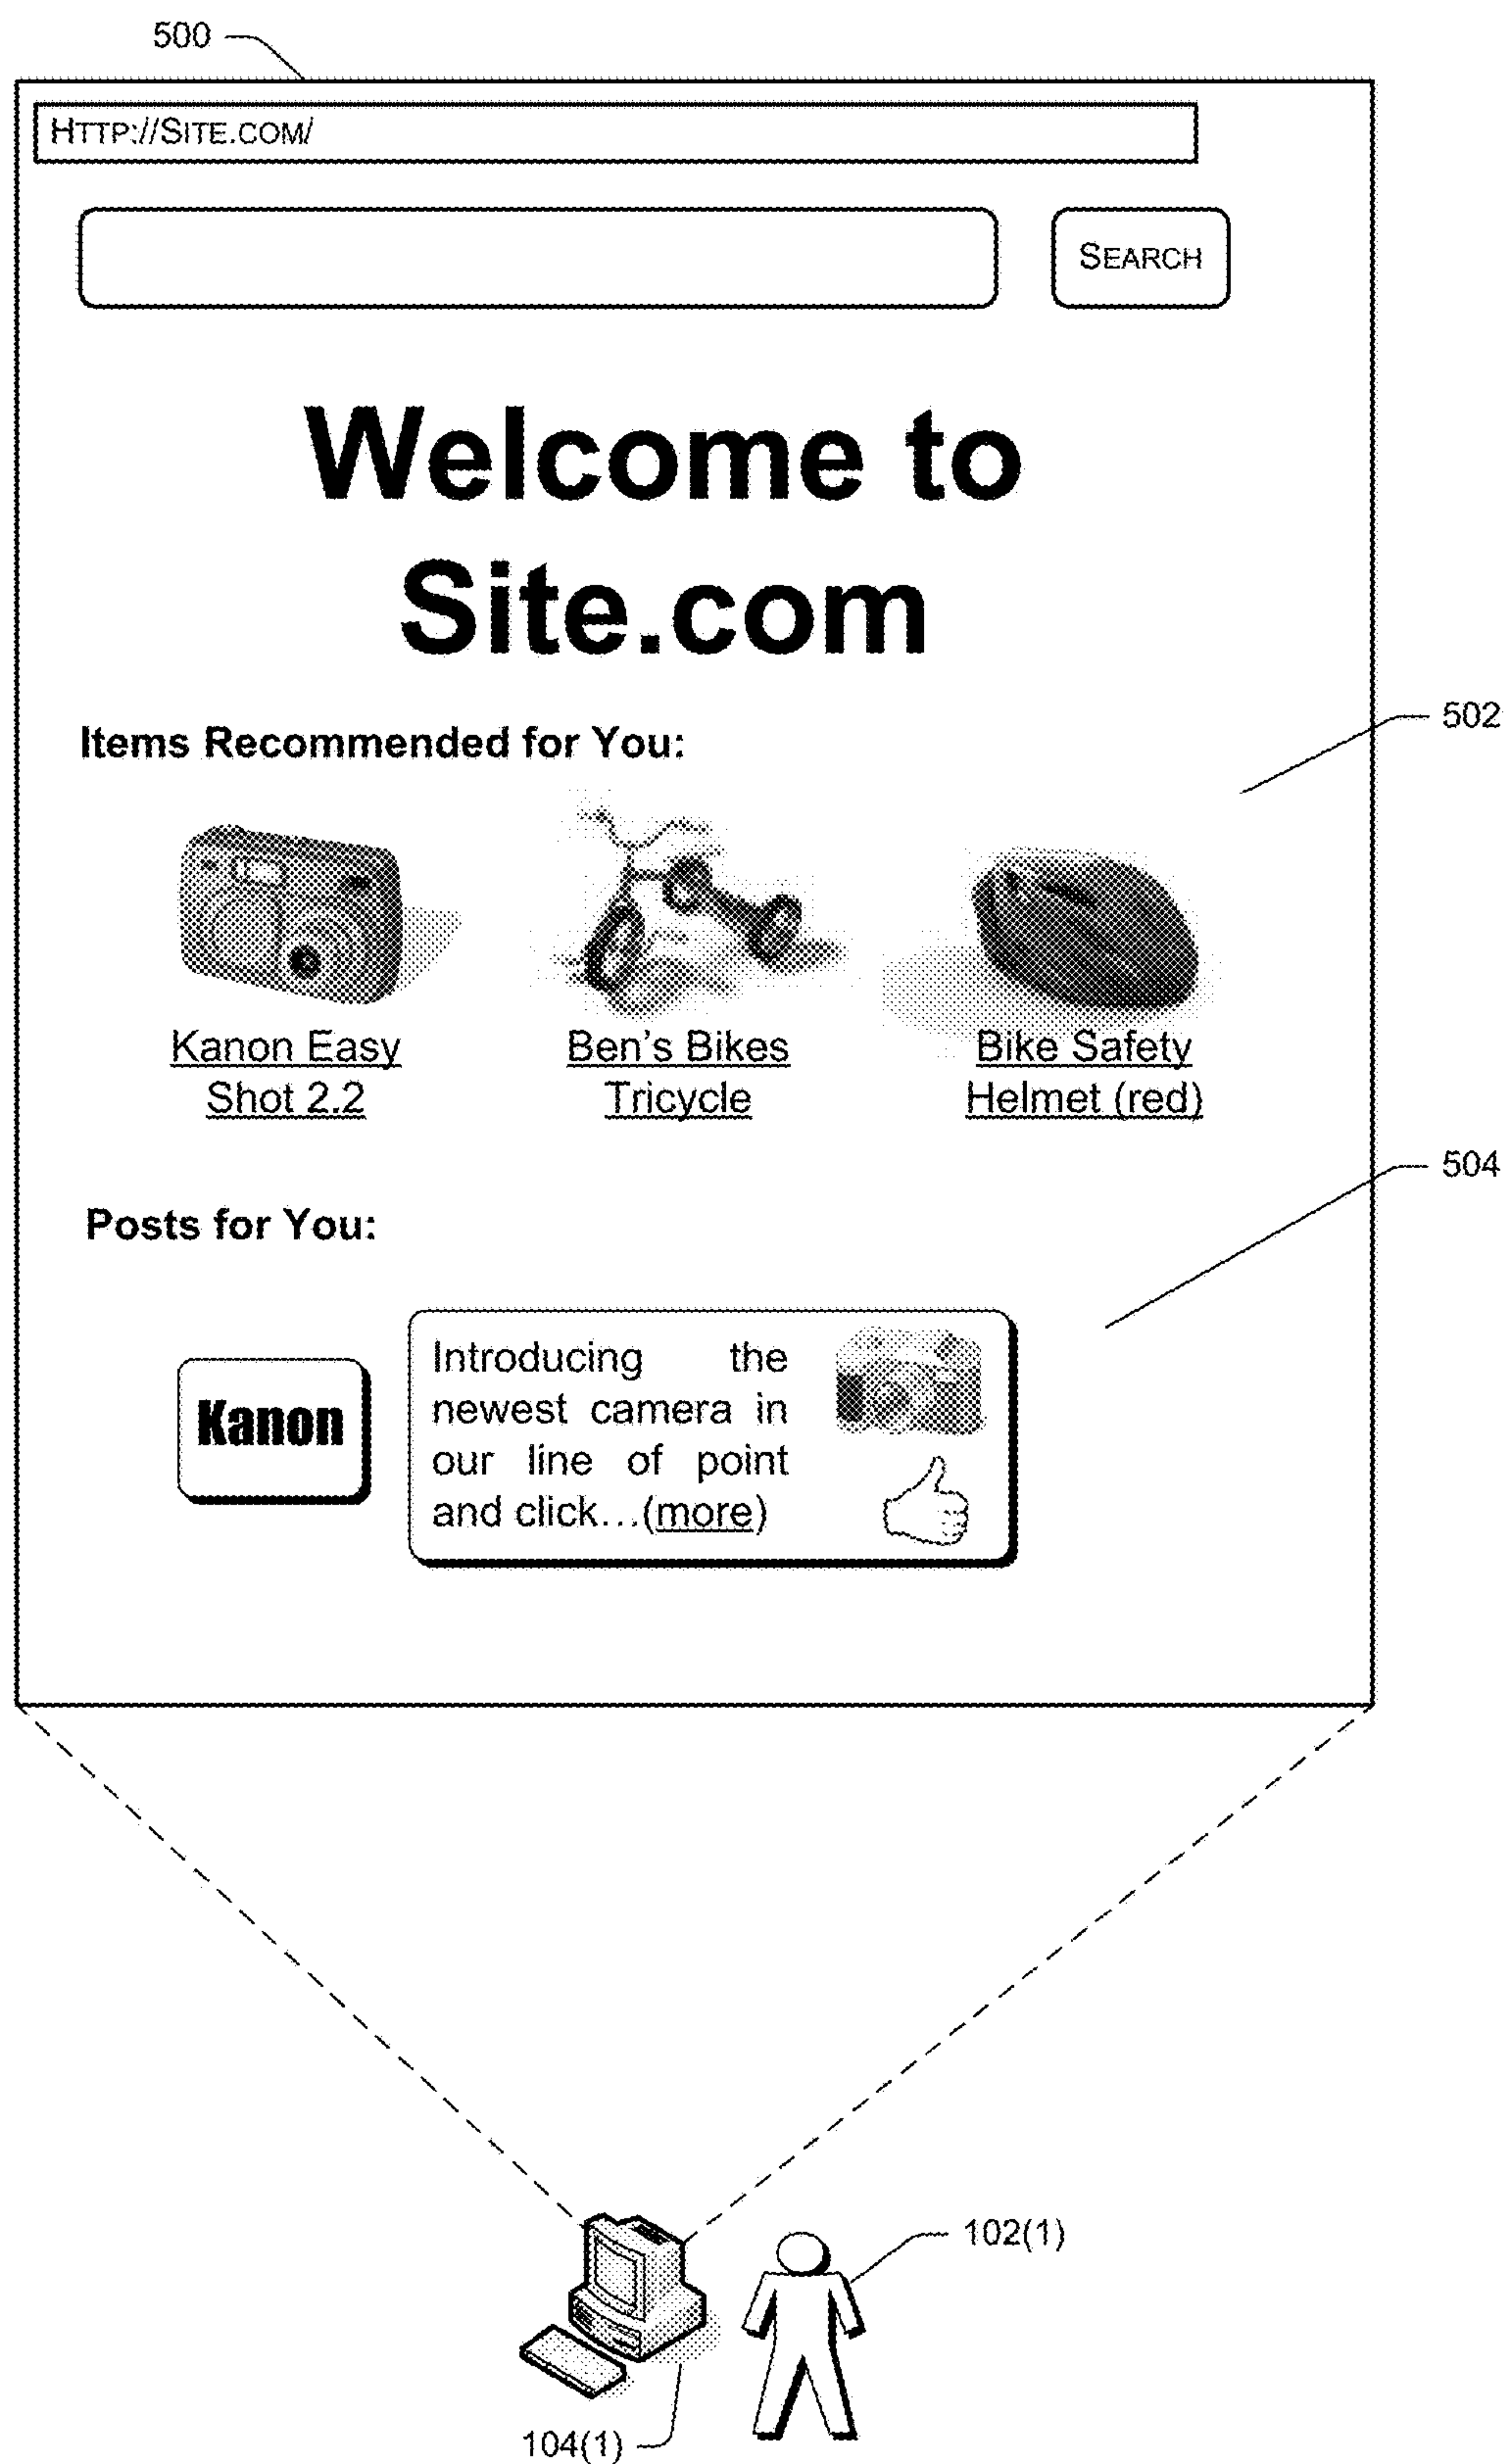 500
HTTP://SITE.COM/
SEARCH
Welcome to
Site.com
502
Items Recommended for You:
Kanon Easy
Shot 2.2
Ben's Bikes
Tricycle
Bike Safety
Helmet (red)
504
Posts for You:
Kanon
Introducing the
newest camera in
our line of point
and click...(more)
102(1)
104(1)